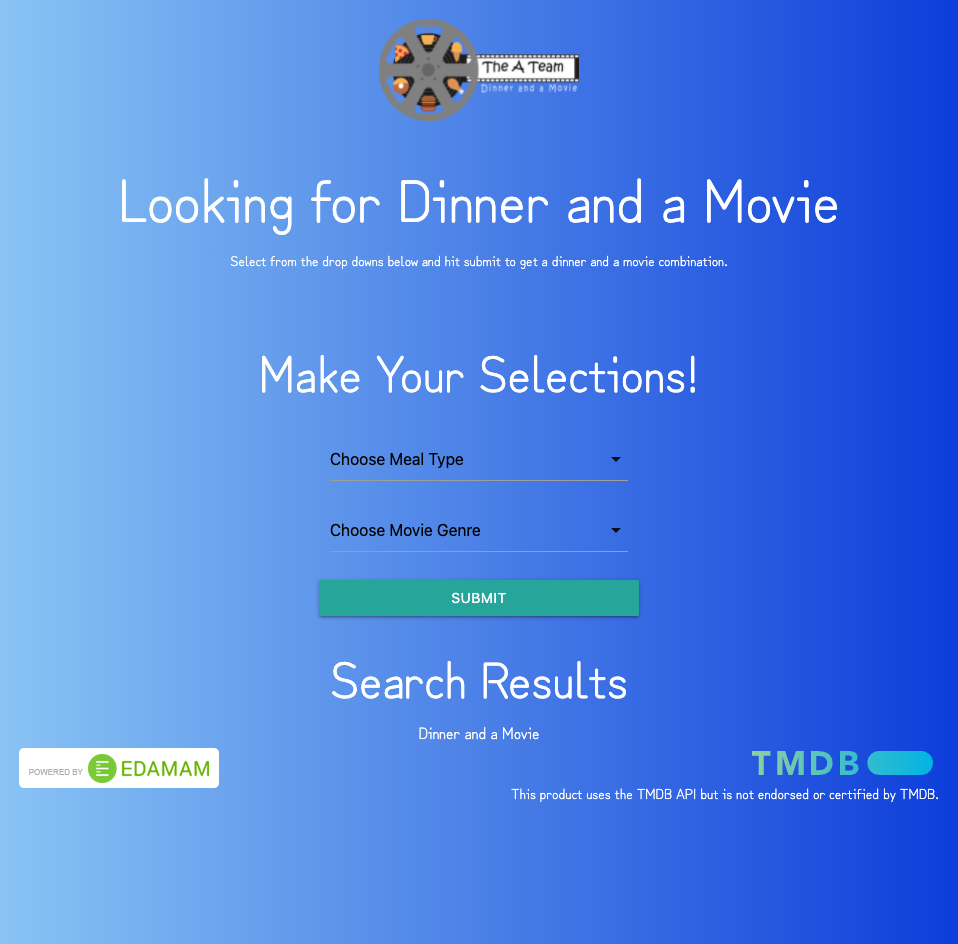 The A Team
Dinner and a Movie
Looking for Dinner and a Movie
Select from the drop downs below and hit submit to get a dinner and a movie combination.
Make Your Selections!
Choose Meal Type
Choose Movie Genre
SUBMIT
Search Results
Dinner and a Movie
POWERED BY EDAMAM
TMDB
This product uses the TMDB API but is not endorsed or certified by TMDB.